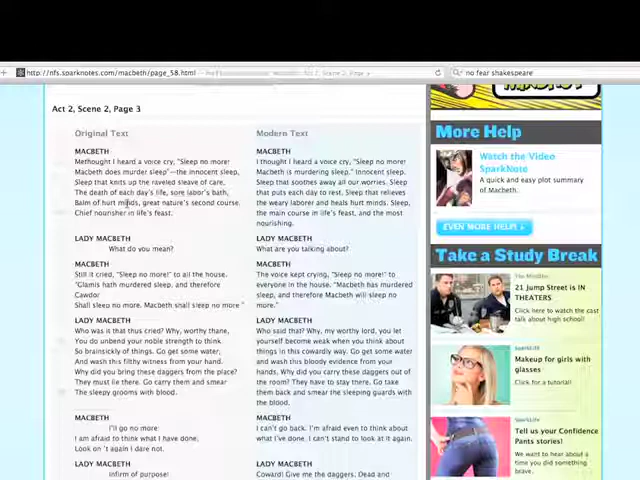 http://nfs.sparknotes.com/macbeth/page_58.html
no fear shakespeare
Act 2, Scene 2, Page 3
Original Text
MACBETH
Methought I heard a voice cry, "Sleep no more!
Macbeth does murder sleep"—the innocent sleep,
Sleep that knits up the raveled sleave of care,
The death of each day's life, sore labor's bath,
Balm of hurt minds, great nature's second course,
Chief nourisher in life's feast.
LADY MACBETH
What do you mean?
MACBETH
Still it cried, "Sleep no more!" to all the house.
"Glamis hath murdered sleep, and therefore
Cawdor
Shall sleep no more. Macbeth shall sleep no more"
LADY MACBETH
Who was it that thus cried? Why, worthy thane,
You do unbend your noble strength to think
So brainsickly of things. Go get some water,
And wash this filthy witness from your hand.
Why did you bring these daggers from the place?
They must lie there. Go carry them and smear
The sleepy grooms with blood.
MACBETH
I'll go no more
I am afraid to think what I have done,
Look on 't again I dare not.
LADY MACBETH
Infirm of purpose!
Modern Text
MACBETH
I thought I heard a voice cry, "Sleep no more!
Macbeth is murdering sleep." Innocent sleep.
Sleep that soothes away all our worries. Sleep
that puts each day to rest. Sleep that relieves
the weary laborer and heals hurt minds. Sleep,
the main course in life's feast, and the most
nourishing.
LADY MACBETH
What are you talking about?
MACBETH
The voice kept crying, "Sleep no more!" to
everyone in the house. "Macbeth has murdered
sleep, and therefore Macbeth will sleep no
more."
LADY MACBETH
Who said that? Why, my worthy lord, you let
yourself become weak when you think about
things in this cowardly way. Go get some water
and wash this bloody evidence from your
hands. Why did you carry these daggers out of
the room? They have to stay there. Go take
them back and smear the sleeping guards with
the blood.
MACBETH
I can't go back. I'm afraid even to think about
what I've done. I can't stand to look at it again.
LADY MACBETH
Coward! Give me the daggers. Dead and
More Help
Watch the Video
SparkNote
A quick and easy plot summary
of Macbeth.
EVEN MORE HELP!
Take a Study Break
The MindHut
21 Jump Street is IN
THEATERS
Click here to watch the cast
talk about high school!
SparkLife
Makeup for girls with
glasses
Click for a tutorial!
SparkLife
Tell us your Confidence
Pants stories!
We want to hear about a
time you did something
brave.